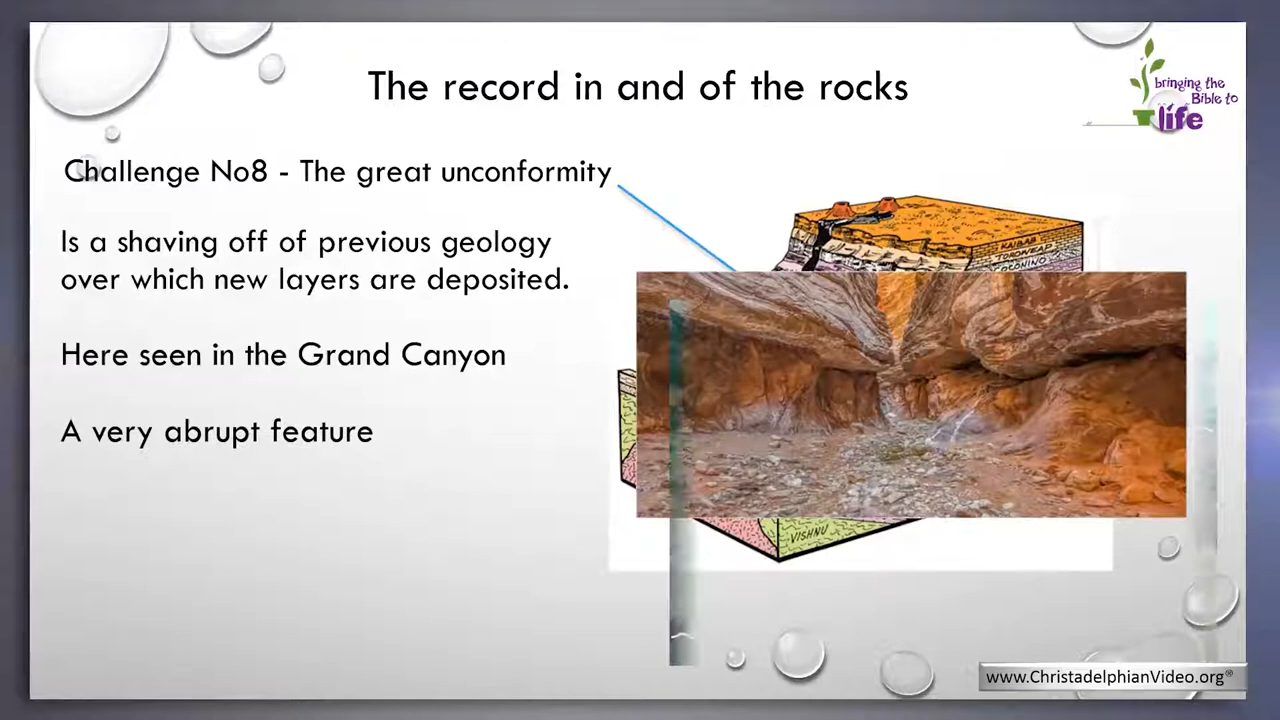 The record in and of the rocks
bringing the
Bible to
life
Challenge No8 - The great unconformity
Is a shaving off of previous geology
over which new layers are deposited.
Here seen in the Grand Canyon
A very abrupt feature
KAIBAB
TOROWEAP
COCONINO
VISHNU
www.ChristadelphianVideo.org®